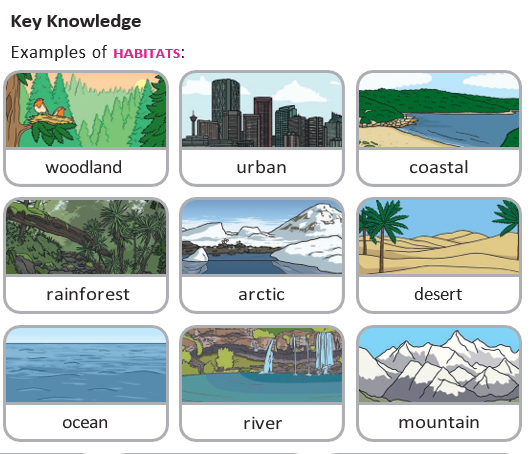 Key Knowledge
Examples of HABITATS:
woodland
urban
coastal
rainforest
arctic
desert
ocean
river
mountain